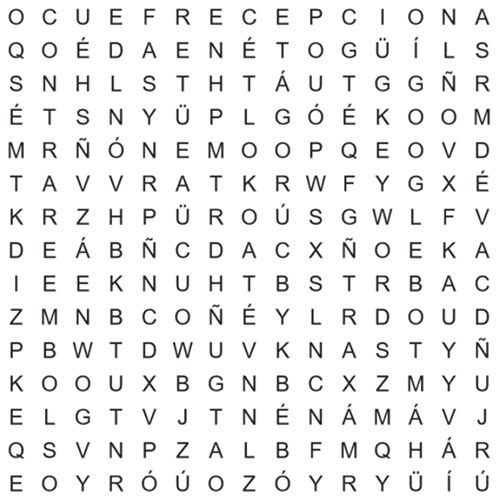 O C U E F R E C E P C I O N A
Q O É D A E N É T O G Ü Í L S
S N H L S T H T Á U T G G Ñ R
É T S N Y Ü P L G Ó É K O O M
M R Ñ Ó N E M O O P Q E O V D
T A V V R A T K R W F Y G X É
K R Z H P Ü R O Ú S G W L F V
D E Á B Ñ C D A C X Ñ O E K A
I E E K N U H T B S T R B A C
Z M N B C O Ñ É Y L R D O U D
P B W T D W U V K N A S T Y Ñ
K O O U X B G N B C X Z M Y U
E L G T V J T N É N Á M Á V J
Q S V N P Z A L B F M Q H Á R
E O Y R Ó Ú O Z Ó Y R Y Ü Í Ú